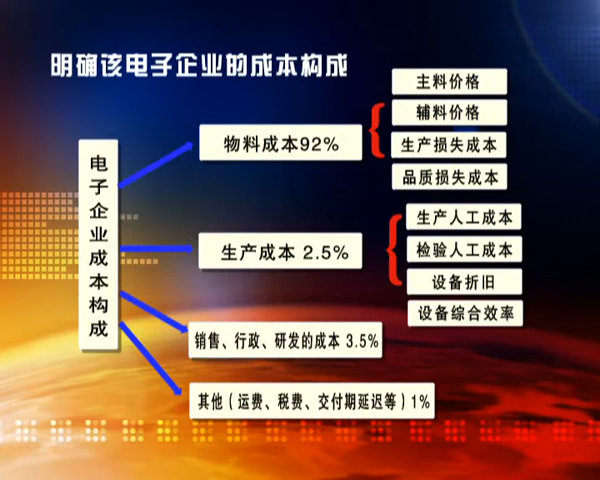 明确该电子企业的成本构成
电子企业成本构成
物料成本92%
主料价格
辅料价格
生产损失成本
品质损失成本
生产成本 2.5%
生产人工成本
检验人工成本
设备折旧
设备综合效率
销售、行政、研发的成本 3.5%
其他（运费、税费、交付期延迟等）1%